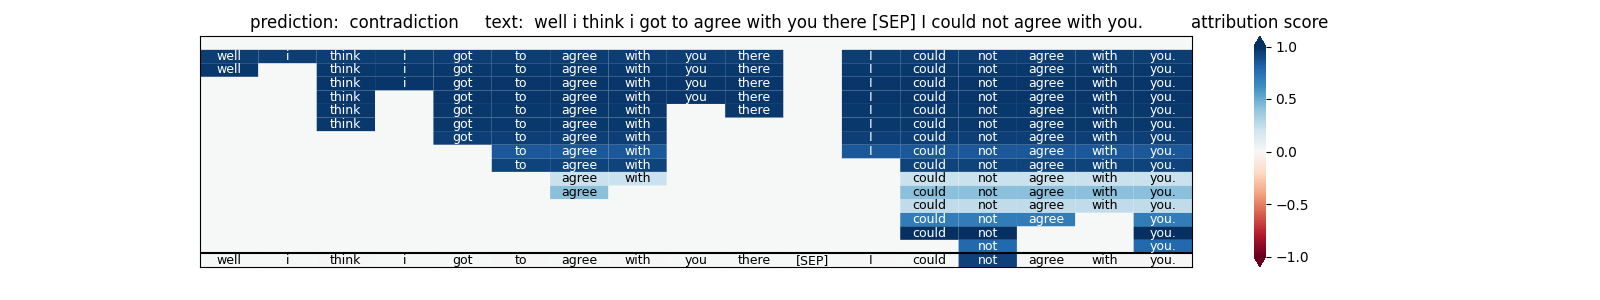 prediction:  contradiction     text:  well i think i got to agree with you there [SEP] I could not agree with you.     attribution score
well i think i got to agree with you there I could not agree with you. 1.0
well think i got to agree with you there I could not agree with you.
think i got to agree with you there I could not agree with you.
think got to agree with you there I could not agree with you. 0.5
think got to agree with there I could not agree with you.
think got to agree with I could not agree with you.
got to agree with I could not agree with you.
to agree with I could not agree with you. 0.0
to agree with could not agree with you.
agree with could not agree with you.
agree could not agree with you.
could not agree with you. −0.5
could not agree you.
could not you.
not you.
well i think i got to agree with you there [SEP] I could not agree with you. −1.0